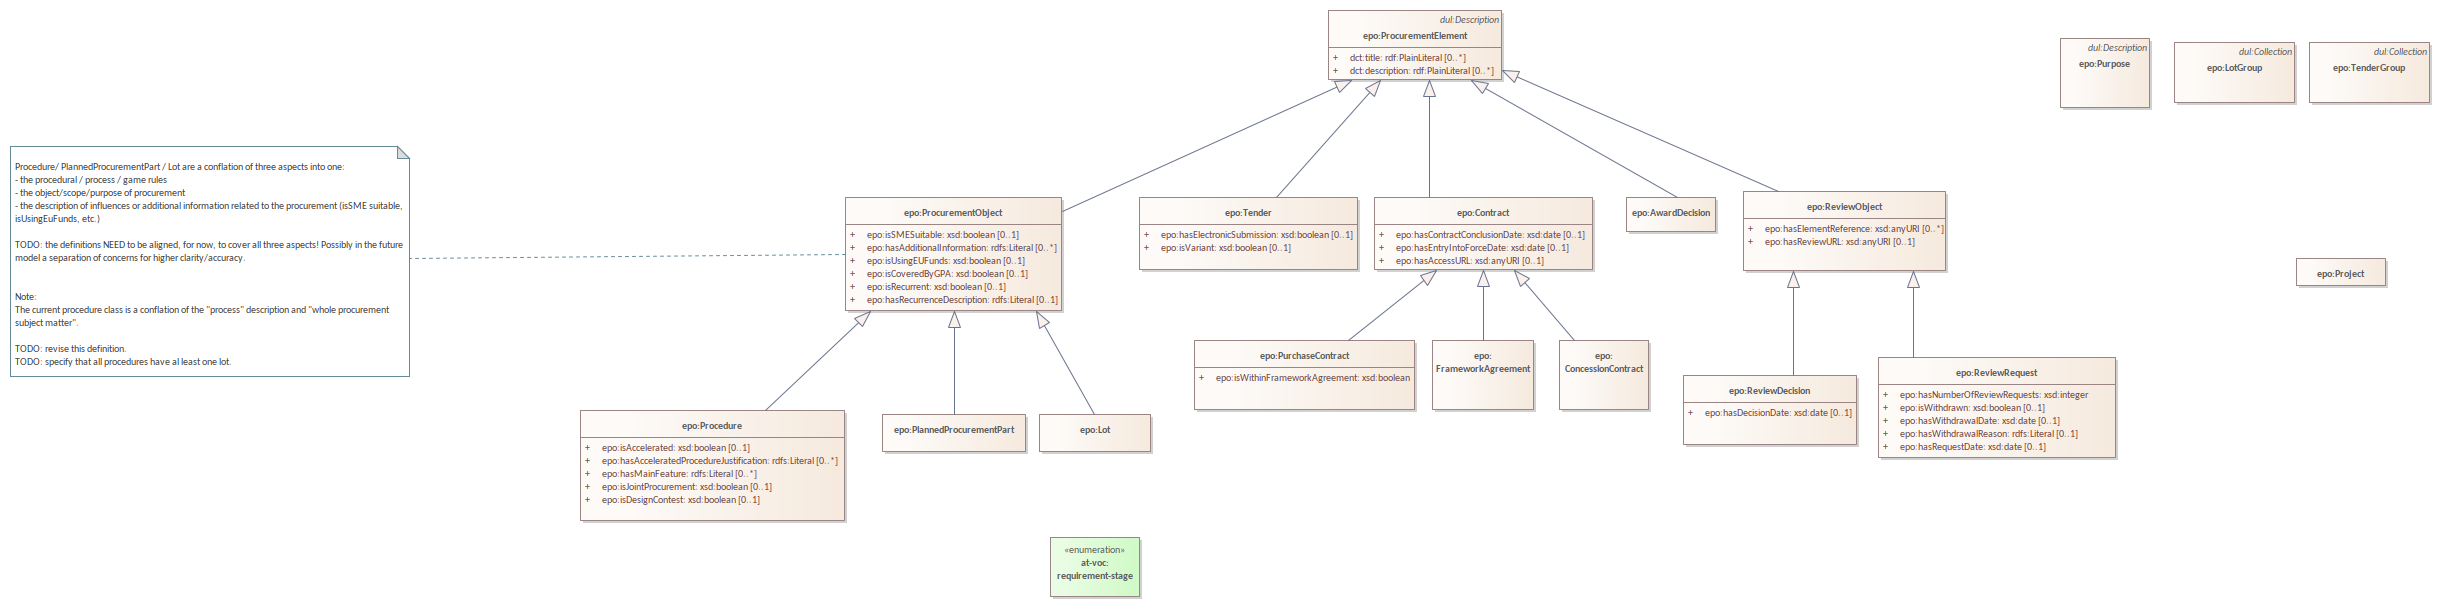 dul:Description
epo:ProcurementElement
+ dct:title: rdf:PlainLiteral [0..*]
+ dct:description: rdf:PlainLiteral [0..*]
dul:Description
epo:Purpose
dul:Collection
epo:LotGroup
dul:Collection
epo:TenderGroup
Procedure/ PlannedProcurementPart / Lot are a conflation of three aspects into one:
- the procedural / process / game rules
- the object/scope/purpose of procurement
- the description of influences or additional information related to the procurement (isSME suitable,
isUsingEuFunds, etc.)
TODO: the definitions NEED to be aligned, for now, to cover all three aspects! Possibly in the future
model a separation of concerns for higher clarity/accuracy.
Note:
The current procedure class is a conflation of the "process" description and "whole procurement
subject matter".
TODO: revise this definition.
TODO: specify that all procedures have al least one lot.
epo:ProcurementObject
+ epo:isSMESuitable: xsd:boolean [0..1]
+ epo:hasAdditionalInformation: rdfs:Literal [0..*]
+ epo:isUsingEUFunds: xsd:boolean [0..1]
+ epo:isCoveredByGPA: xsd:boolean [0..1]
+ epo:isRecurrent: xsd:boolean [0..1]
+ epo:hasRecurrenceDescription: rdfs:Literal [0..1]
epo:Tender
+ epo:hasElectronicSubmission: xsd:boolean [0..1]
+ epo:isVariant: xsd:boolean [0..1]
epo:Contract
+ epo:hasContractConclusionDate: xsd:date [0..1]
+ epo:hasEntryIntoForceDate: xsd:date [0..1]
+ epo:hasAccessURL: xsd:anyURI [0..1]
epo:AwardDecision
epo:ReviewObject
+ epo:hasElementReference: xsd:anyURI [0..*]
+ epo:hasReviewURL: xsd:anyURI [0..1]
epo:Project
epo:PurchaseContract
+ epo:isWithinFrameworkAgreement: xsd:boolean
epo:
FrameworkAgreement
epo:
ConcessionContract
epo:ReviewDecision
+ epo:hasDecisionDate: xsd:date [0..1]
epo:ReviewRequest
+ epo:hasNumberOfReviewRequests: xsd:integer
+ epo:isWithdrawn: xsd:boolean [0..1]
+ epo:hasWithdrawalDate: xsd:date [0..1]
+ epo:hasWithdrawalReason: rdfs:Literal [0..1]
+ epo:hasRequestDate: xsd:date [0..1]
epo:Procedure
+ epo:isAccelerated: xsd:boolean [0..1]
+ epo:hasAcceleratedProcedureJustification: rdfs:Literal [0..*]
+ epo:hasMainFeature: rdfs:Literal [0..*]
+ epo:isJointProcurement: xsd:boolean [0..1]
+ epo:isDesignContest: xsd:boolean [0..1]
epo:PlannedProcurementPart
epo:Lot
«enumeration»
at-voc:
requirement-stage